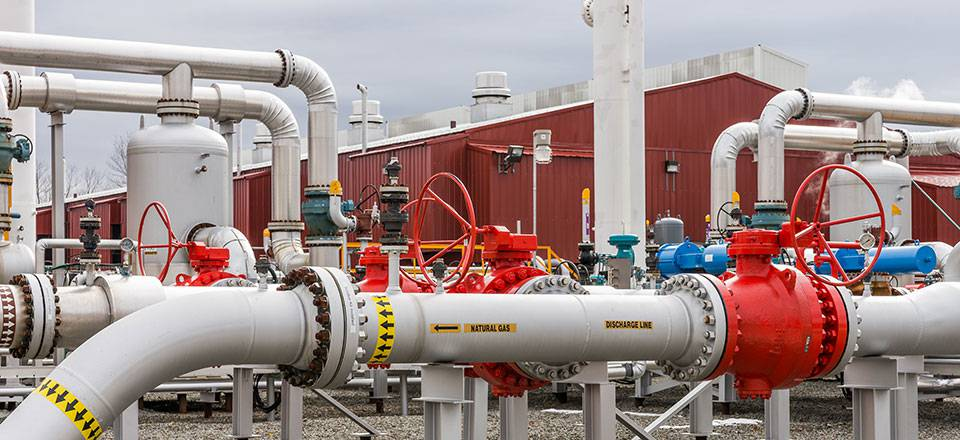 NATURAL GAS
DISCHARGE LINE